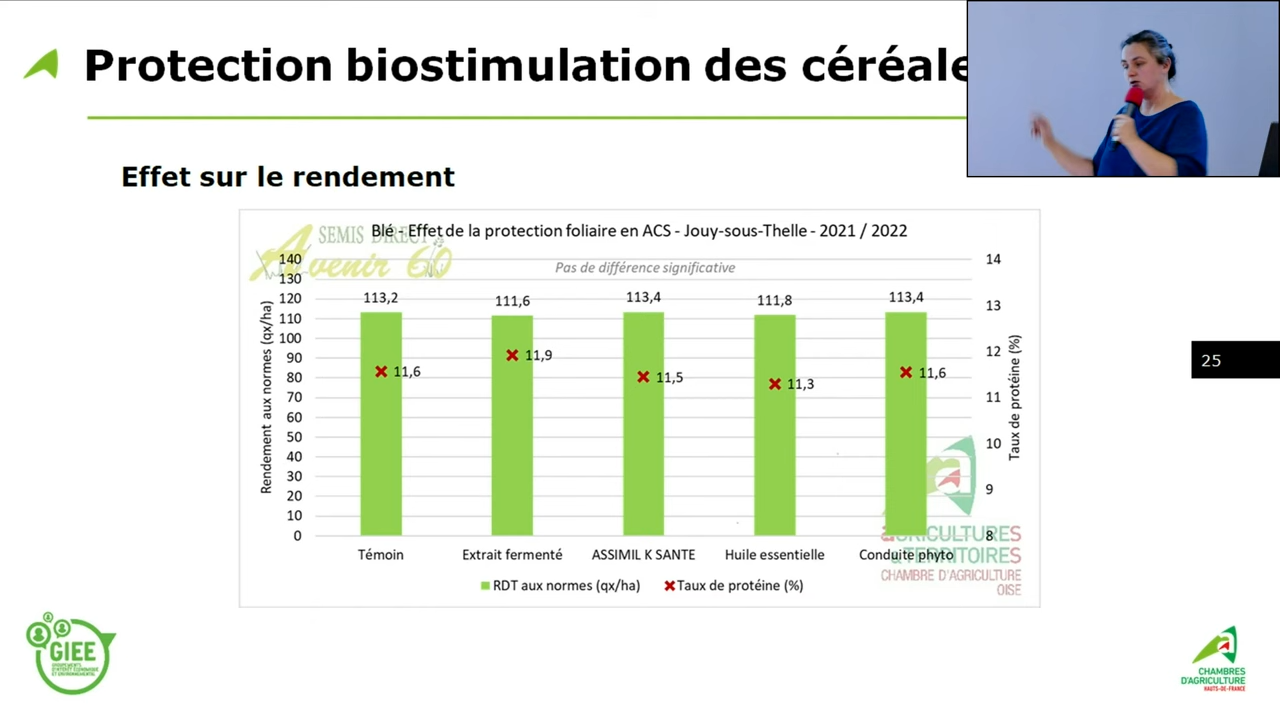 Protection biostimulation des céréale
Effet sur le rendement
SEMIS DIRECT
Avenir 60
Blé - Effet de la protection foliaire en ACS - Jouy-sous-Thelle - 2021 / 2022
Pas de différence significative
Rendement aux normes (qx/ha)
140
130
120
110
100
90
80
70
60
50
40
30
20
10
0
113,2
111,6
113,4
111,8
113,4
11,6
11,9
11,5
11,3
11,6
14
13
12
11
10
9
8
Taux de protéine (%)
Témoin
Extrait fermenté
ASSIMIL K SANTE
Huile essentielle
Conduite phyto
RDT aux normes (qx/ha)
Taux de protéine (%)
AGRICULTURES
&TERRITOIRES
CHAMBRE D'AGRICULTURE
OISE
25
GIEE
GROUPEMENTS
D'INTÉRÊT ÉCONOMIQUE
ET ENVIRONNEMENTAL
CHAMBRES
D'AGRICULTURE
HAUTS-DE-FRANCE